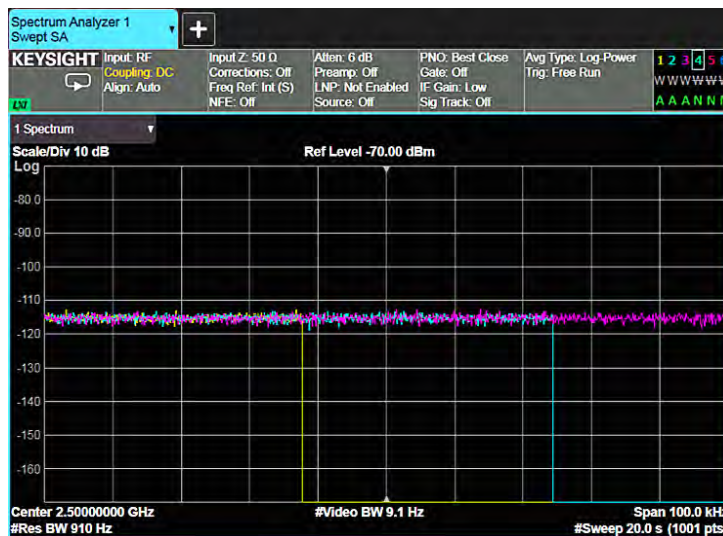 Spectrum Analyzer 1
Swept SA
+
KEYSIGHT
LXI
Input: RF
Coupling: DC
Align: Auto
Input Z: 50 Ω
Corrections: Off
Freq Ref: Int (S)
NFE: Off
Atten: 6 dB
Preamp: Off
LNP: Not Enabled
Source: Off
PNO: Best Close
Gate: Off
IF Gain: Low
Sig Track: Off
Avg Type: Log-Power
Trig: Free Run
1 2 3 4 5
W W W W W W
A A A N N N
1 Spectrum
Scale/Div 10 dB
Ref Level -70.00 dBm
Log
-80.0
-90.0
-100
-110
-120
-130
-140
-150
-160
Center 2.50000000 GHz
#Video BW 9.1 Hz
Span 100.0 kHz
#Res BW 910 Hz
#Sweep 20.0 s (1001 pts